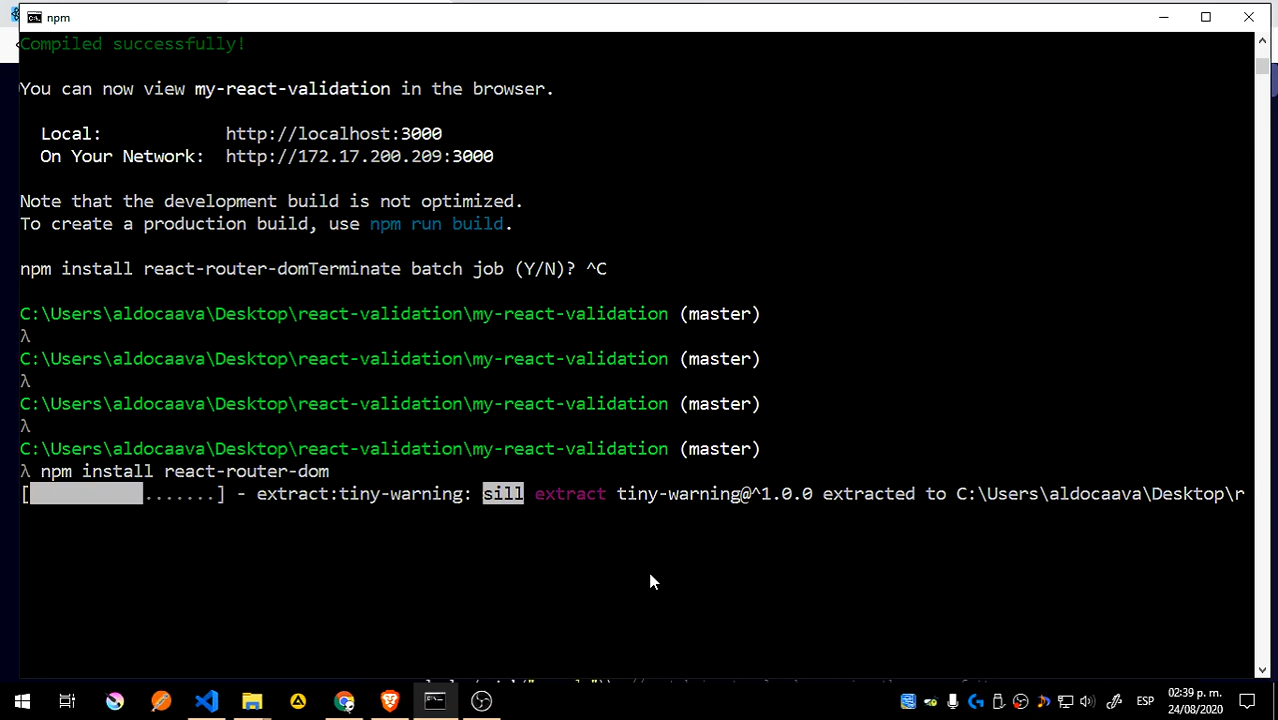 npm
Compiled successfully!
You can now view my-react-validation in the browser.
Local: http://localhost:3000
On Your Network: http://172.17.200.209:3000
Note that the development build is not optimized.
To create a production build, use npm run build.
npm install react-router-domTerminate batch job (Y/N)? ^C
C:\Users\aldocaava\Desktop\react-validation\my-react-validation (master)
λ
C:\Users\aldocaava\Desktop\react-validation\my-react-validation (master)
λ
C:\Users\aldocaava\Desktop\react-validation\my-react-validation (master)
λ
C:\Users\aldocaava\Desktop\react-validation\my-react-validation (master)
λ npm install react-router-dom
[ .......] - extract:tiny-warning: sill extract tiny-warning@^1.0.0 extracted to C:\Users\aldocaava\Desktop\r
ESP
02:39 p. m.
24/08/2020